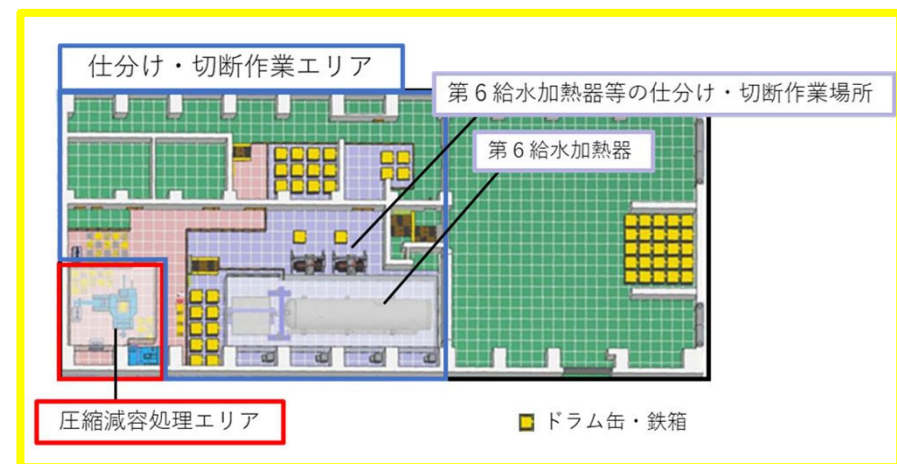 仕分け・切断作業エリア
第6給水加熱器等の仕分け・切断作業場所
第6給水加熱器
圧縮減容処理エリア
ドラム缶・鉄箱